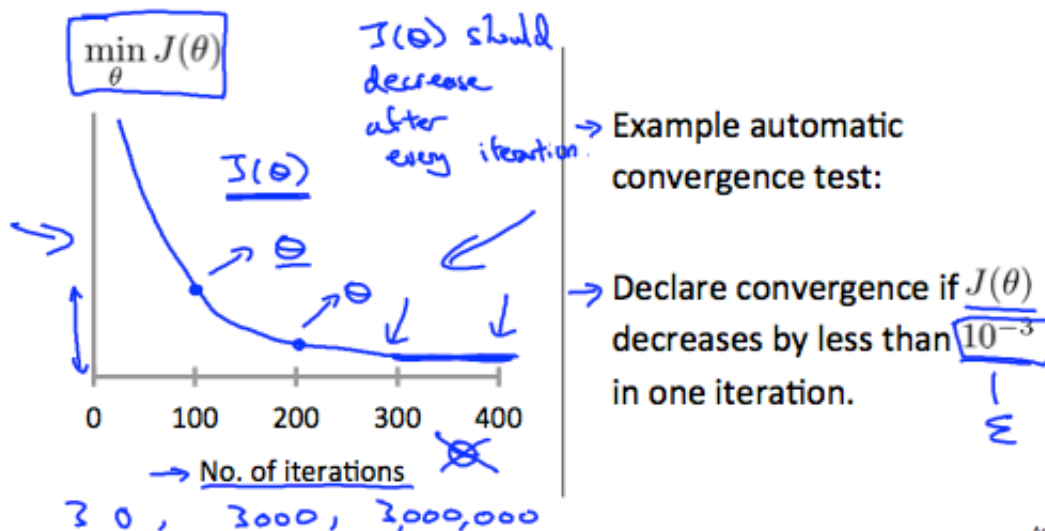 min J(θ)
θ
J(θ) should
decrease
after
every iteration.
J(θ)
θ
θ
0 100 200 300 400
→ No. of iterations
30, 3000, 3,000,000
→ Example automatic
convergence test:
→ Declare convergence if J(θ)
decreases by less than 10⁻³
in one iteration.
ε